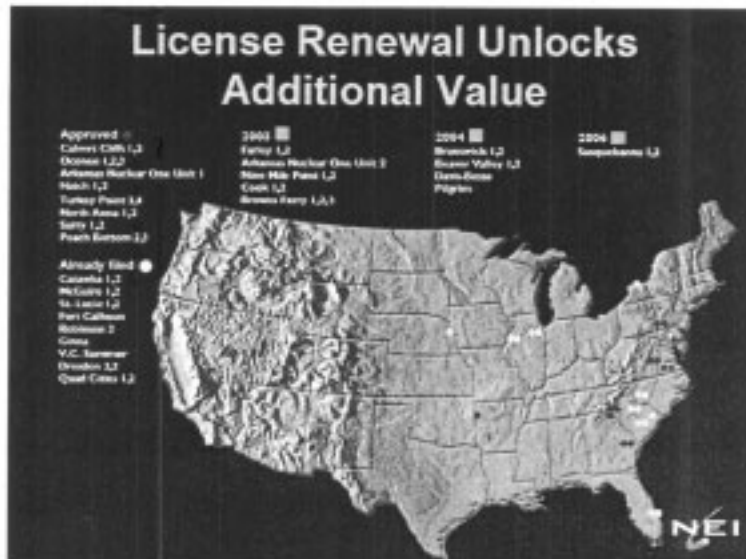 License Renewal Unlocks
Additional Value
Approved
Calvert Cliffs 1,2
Oconee 1,2,3
Arkansas Nuclear One Unit 1
Hatch 1,2
Turkey Point 3,4
North Anna 1,2
Surry 1,2
Peach Bottom 2,3
Already filed
Catawba 1,2
McGuire 1,2
St. Lucie 1,2
Fort Calhoun
Robinson 2
Ginna
V.C. Summer
Dresden 2,3
Quad Cities 1,2
2003
Farley 1,2
Arkansas Nuclear One Unit 2
Nine Mile Point 1,2
Cook 1,2
Browns Ferry 1,2,3
2004
Brunswick 1,2
Beaver Valley 1,2
Davis-Besse
Pilgrim
2006
Susquehanna 1,2
NEI